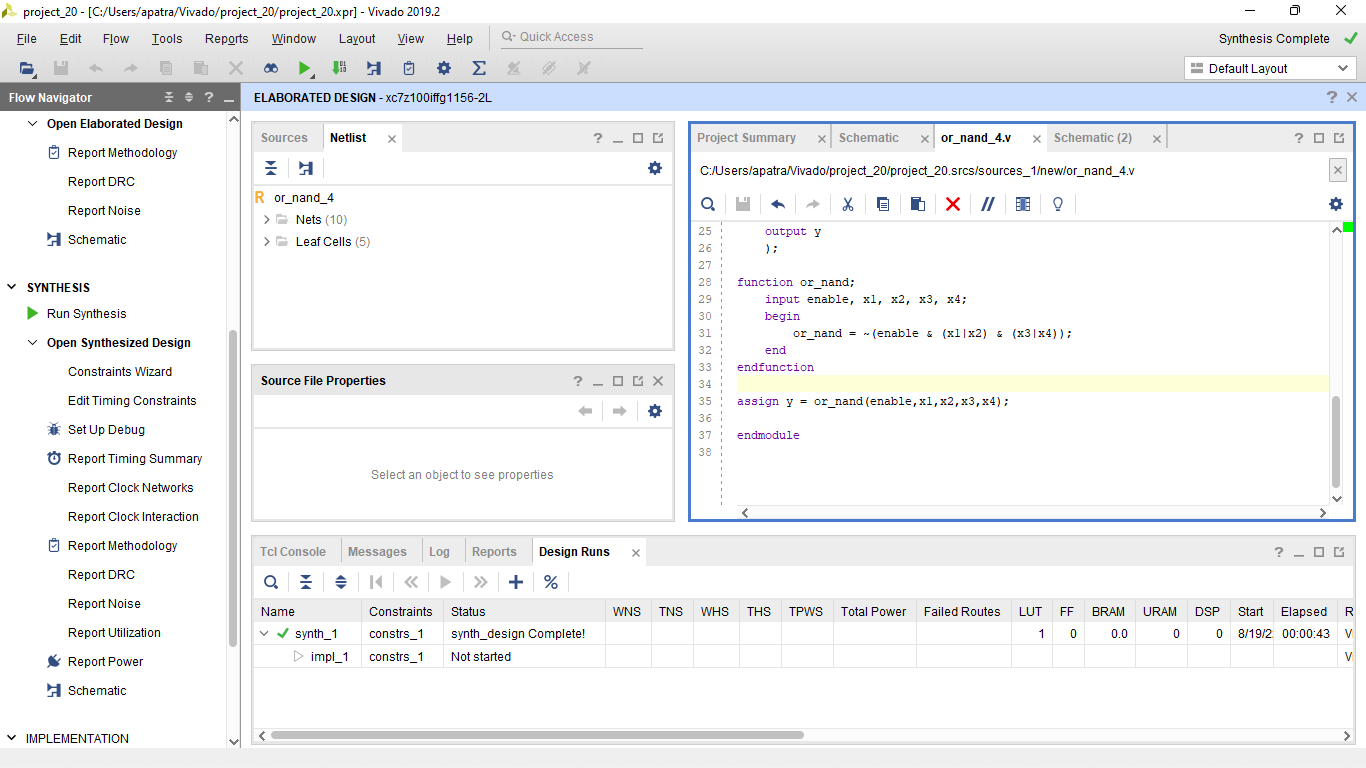 project_20 - [C:/Users/apatra/Vivado/project_20/project_20.xpr] - Vivado 2019.2
File Edit Flow Tools Reports Window Layout View Help Quick Access Synthesis Complete
Default Layout
Flow Navigator ?
ELABORATED DESIGN - xc7z100iffg1156-2L ?
Open Elaborated Design
Report Methodology
Report DRC
Report Noise
Schematic
SYNTHESIS
Run Synthesis
Open Synthesized Design
Constraints Wizard
Edit Timing Constraints
Set Up Debug
Report Timing Summary
Report Clock Networks
Report Clock Interaction
Report Methodology
Report DRC
Report Noise
Report Utilization
Report Power
Schematic
IMPLEMENTATION
Sources Netlist ?
R or_nand_4
Nets (10)
Leaf Cells (5)
Source File Properties ?
Select an object to see properties
Project Summary Schematic or_nand_4.v Schematic (2) ?
C:/Users/apatra/Vivado/project_20/project_20.srcs/sources_1/new/or_nand_4.v
25 output y
26 );
27
28 function or_nand;
29 input enable, x1, x2, x3, x4;
30 begin
31 or_nand = ~(enable & (x1|x2) & (x3|x4));
32 end
33 endfunction
34
35 assign y = or_nand(enable,x1,x2,x3,x4);
36
37 endmodule
38
Tcl Console Messages Log Reports Design Runs ?
Name Constraints Status WNS TNS WHS THS TPWS Total Power Failed Routes LUT FF BRAM URAM DSP Start Elapsed R
synth_1 constrs_1 synth_design Complete! 1 0 0.0 0 0 8/19/2 00:00:43 Vi
impl_1 constrs_1 Not started Vi